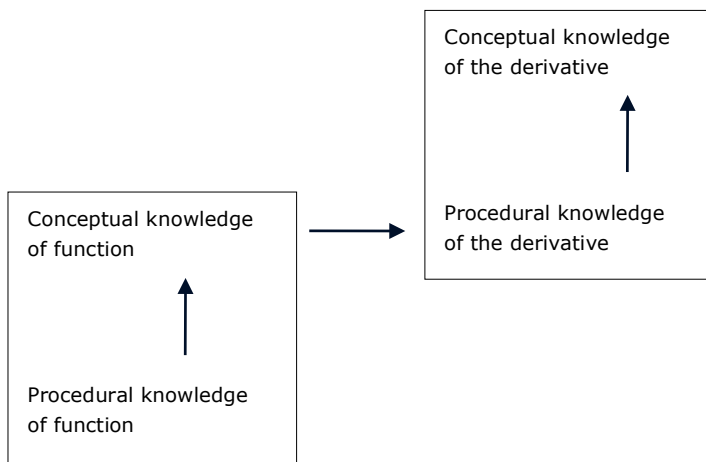 Conceptual knowledge
of the derivative
Procedural knowledge
of the derivative
Conceptual knowledge
of function
Procedural knowledge
of function